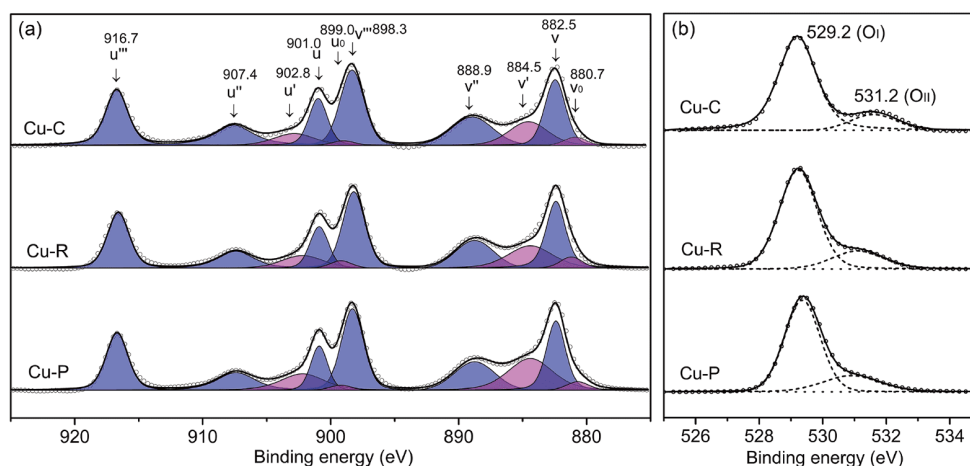 (a)
916.7
u'''
907.4
u''
902.8
u'
901.0
u
899.0
u₀
v'''898.3
888.9
v''
884.5
v'
882.5
v
880.7
v₀
Cu-C
Cu-R
Cu-P
920 910 900 890 880
Binding energy (eV)
(b)
529.2 (OI)
531.2 (OII)
Cu-C
Cu-R
Cu-P
526 528 530 532 534
Binding energy (eV)